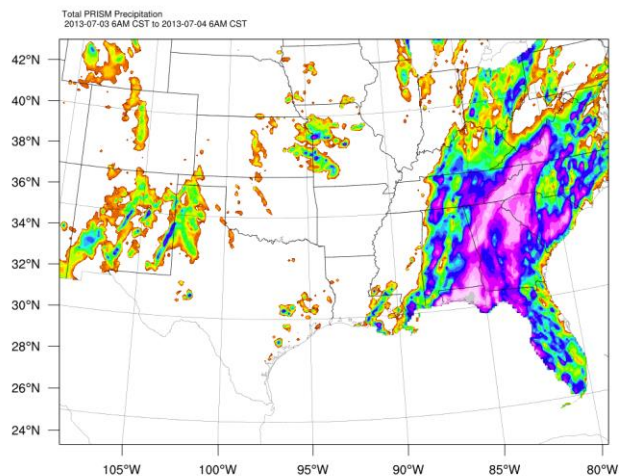 Total PRISM Precipitation
2013-07-03 6AM CST to 2013-07-04 6AM CST
42°N
40°N
38°N
36°N
34°N
32°N
30°N
28°N
26°N
24°N
105°W
100°W
95°W
90°W
85°W
80°W